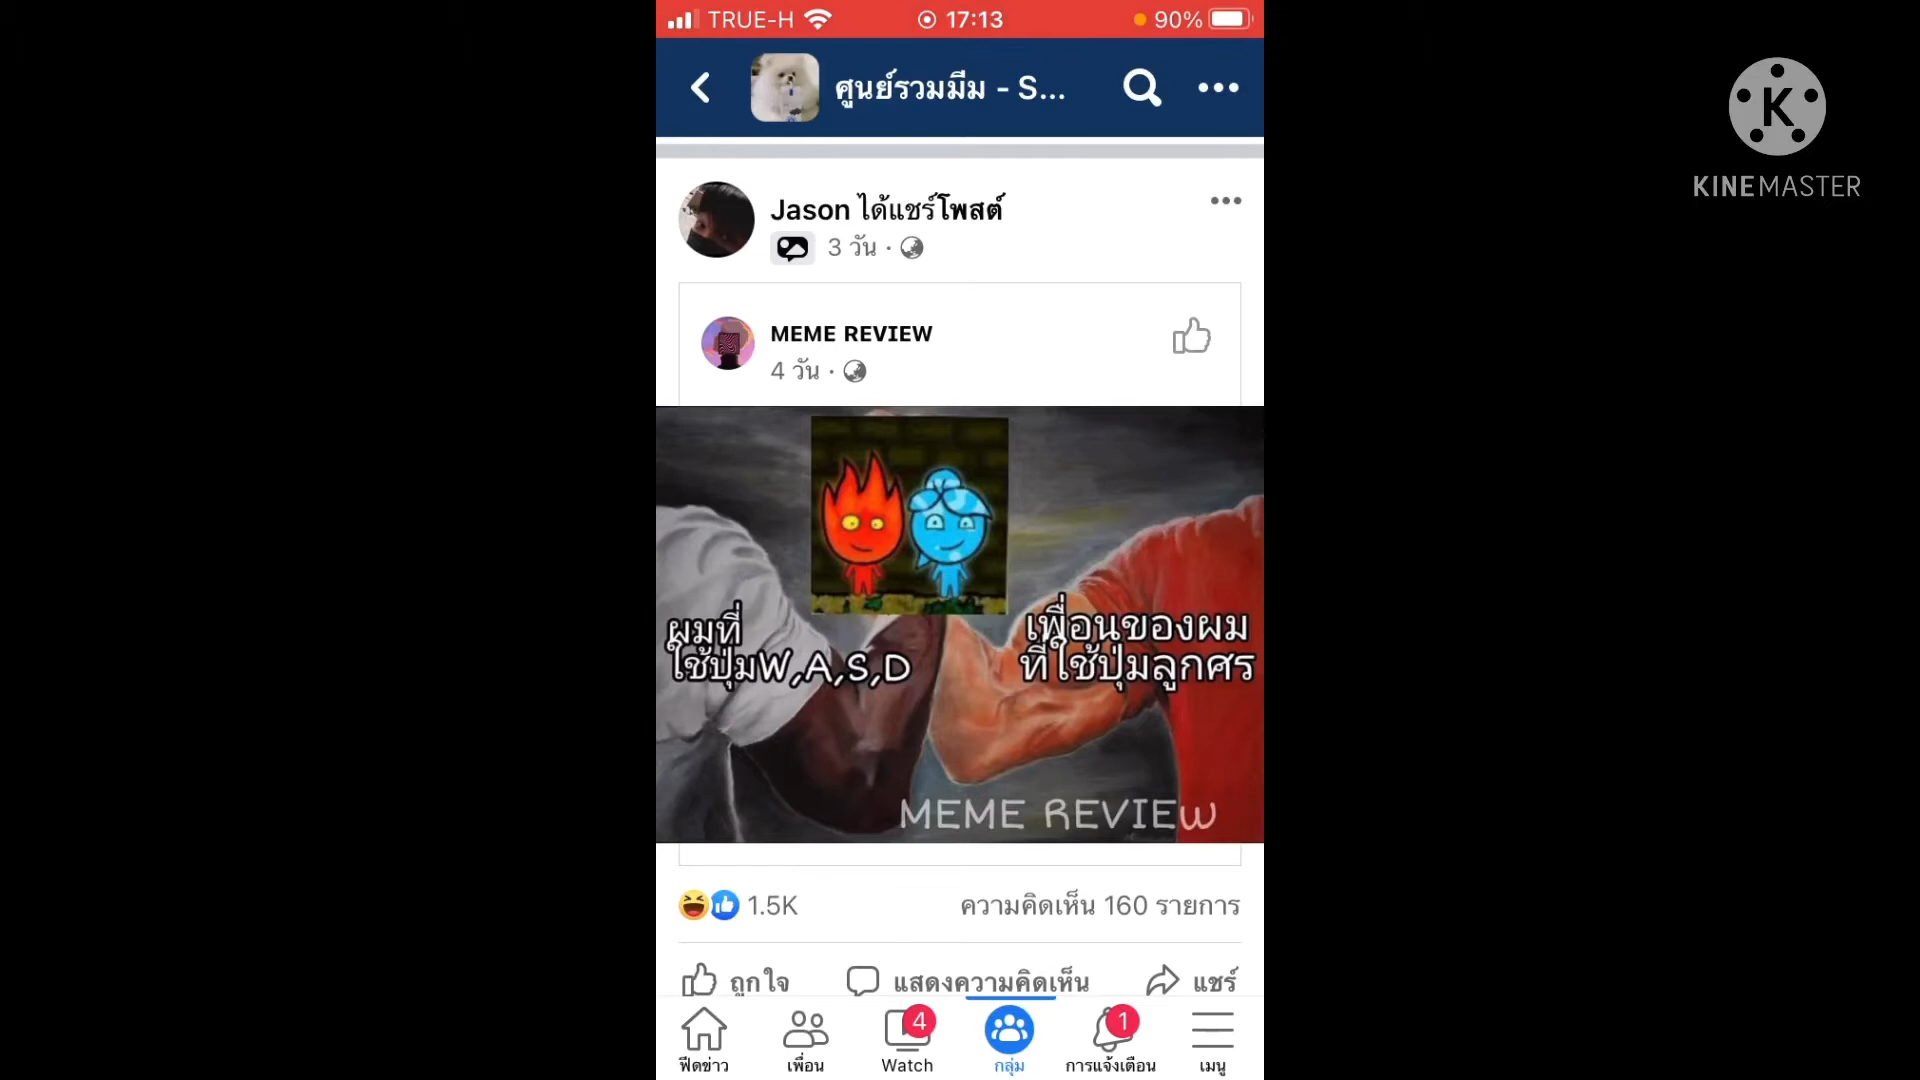 TRUE-H 17:13 90%
ศูนย์รวมมีม - S...
K
KINEMASTER
Jason ได้แชร์โพสต์
3 วัน ·
MEME REVIEW
4 วัน ·
ผมที่
ใช้ปุ่มW,A,S,D
เพื่อนของผม
ที่ใช้ปุ่มลูกศร
MEME REVIEW
1.5K ความคิดเห็น 160 รายการ
ถูกใจ แสดงความคิดเห็น แชร์
4 1
ฟีดข่าว เพื่อน Watch กลุ่ม การแจ้งเตือน เมนู